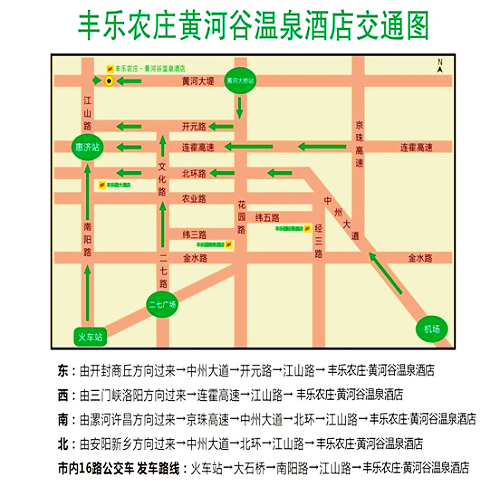 丰乐农庄黄河谷温泉酒店交通图
N
丰乐农庄·黄河谷温泉酒店
黄河大堤
黄河大桥站
江山路
开元路
京珠高速
惠济站
连霍高速
连霍高速
文化路
北环路
农业路
花园路
中州大道
纬五路
南阳路
纬三路
经三路
二七路
金水路
金水路
二七广场
火车站
机场
东：由开封商丘方向过来→中州大道→开元路→江山路→ 丰乐农庄·黄河谷温泉酒店
西：由三门峡洛阳方向过来→连霍高速→江山路→ 丰乐农庄·黄河谷温泉酒店
南：由漯河许昌方向过来→京珠高速→中州大道→北环→江山路→丰乐农庄·黄河谷温泉酒店
北：由安阳新乡方向过来→中州大道→北环→江山路→丰乐农庄·黄河谷温泉酒店
市内16路公交车 发车路线：火车站→大石桥→南阳路→江山路→丰乐农庄·黄河谷温泉酒店